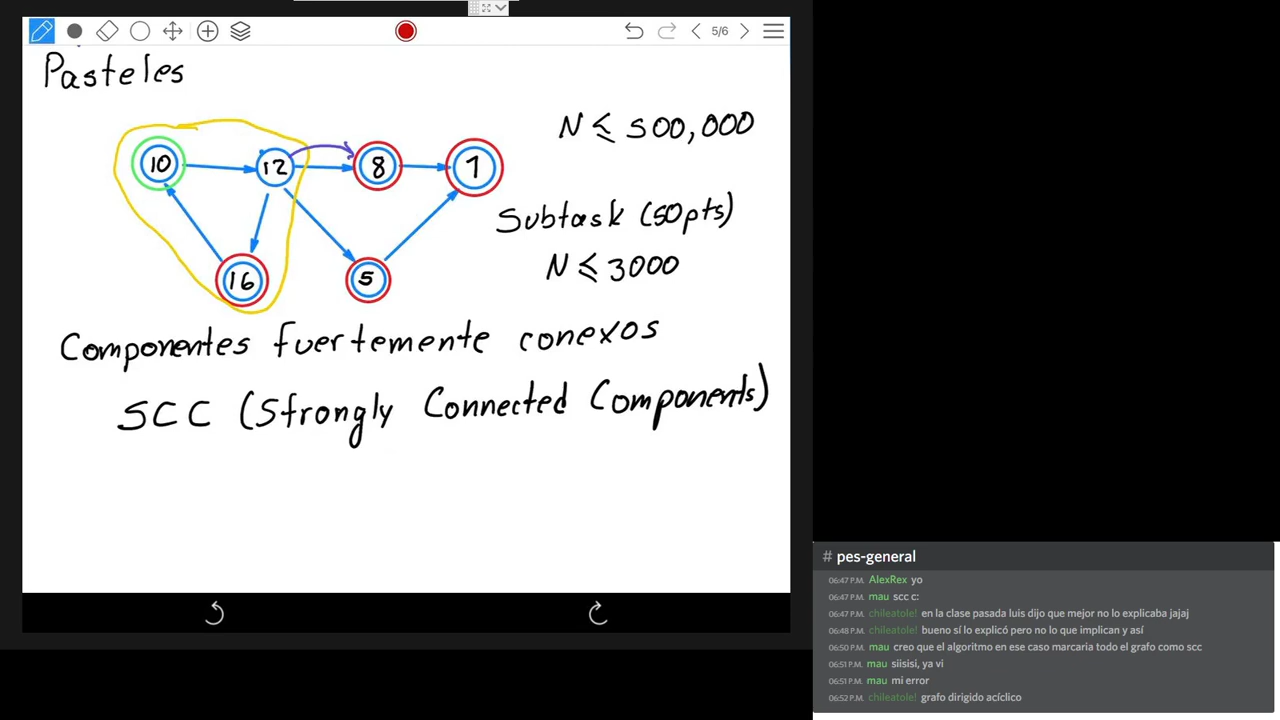 5/6
Pasteles
N ≤ 500,000
10 12 8 7
Subtask (50pts)
N ≤ 3000
16 5
Componentes fuertemente conexos
SCC (Strongly Connected Components)
# pes-general
06:47 P.M. AlexRex yo
06:47 P.M. mau scc c:
06:47 P.M. chileatole! en la clase pasada luis dijo que mejor no lo explicaba jajaj
06:48 P.M. chileatole! bueno sí lo explicó pero no lo que implican y así
06:50 P.M. mau creo que el algoritmo en ese caso marcaria todo el grafo como scc
06:51 P.M. mau siisisi, ya vi
06:51 P.M. mau mi error
06:52 P.M. chileatole! grafo dirigido acíclico